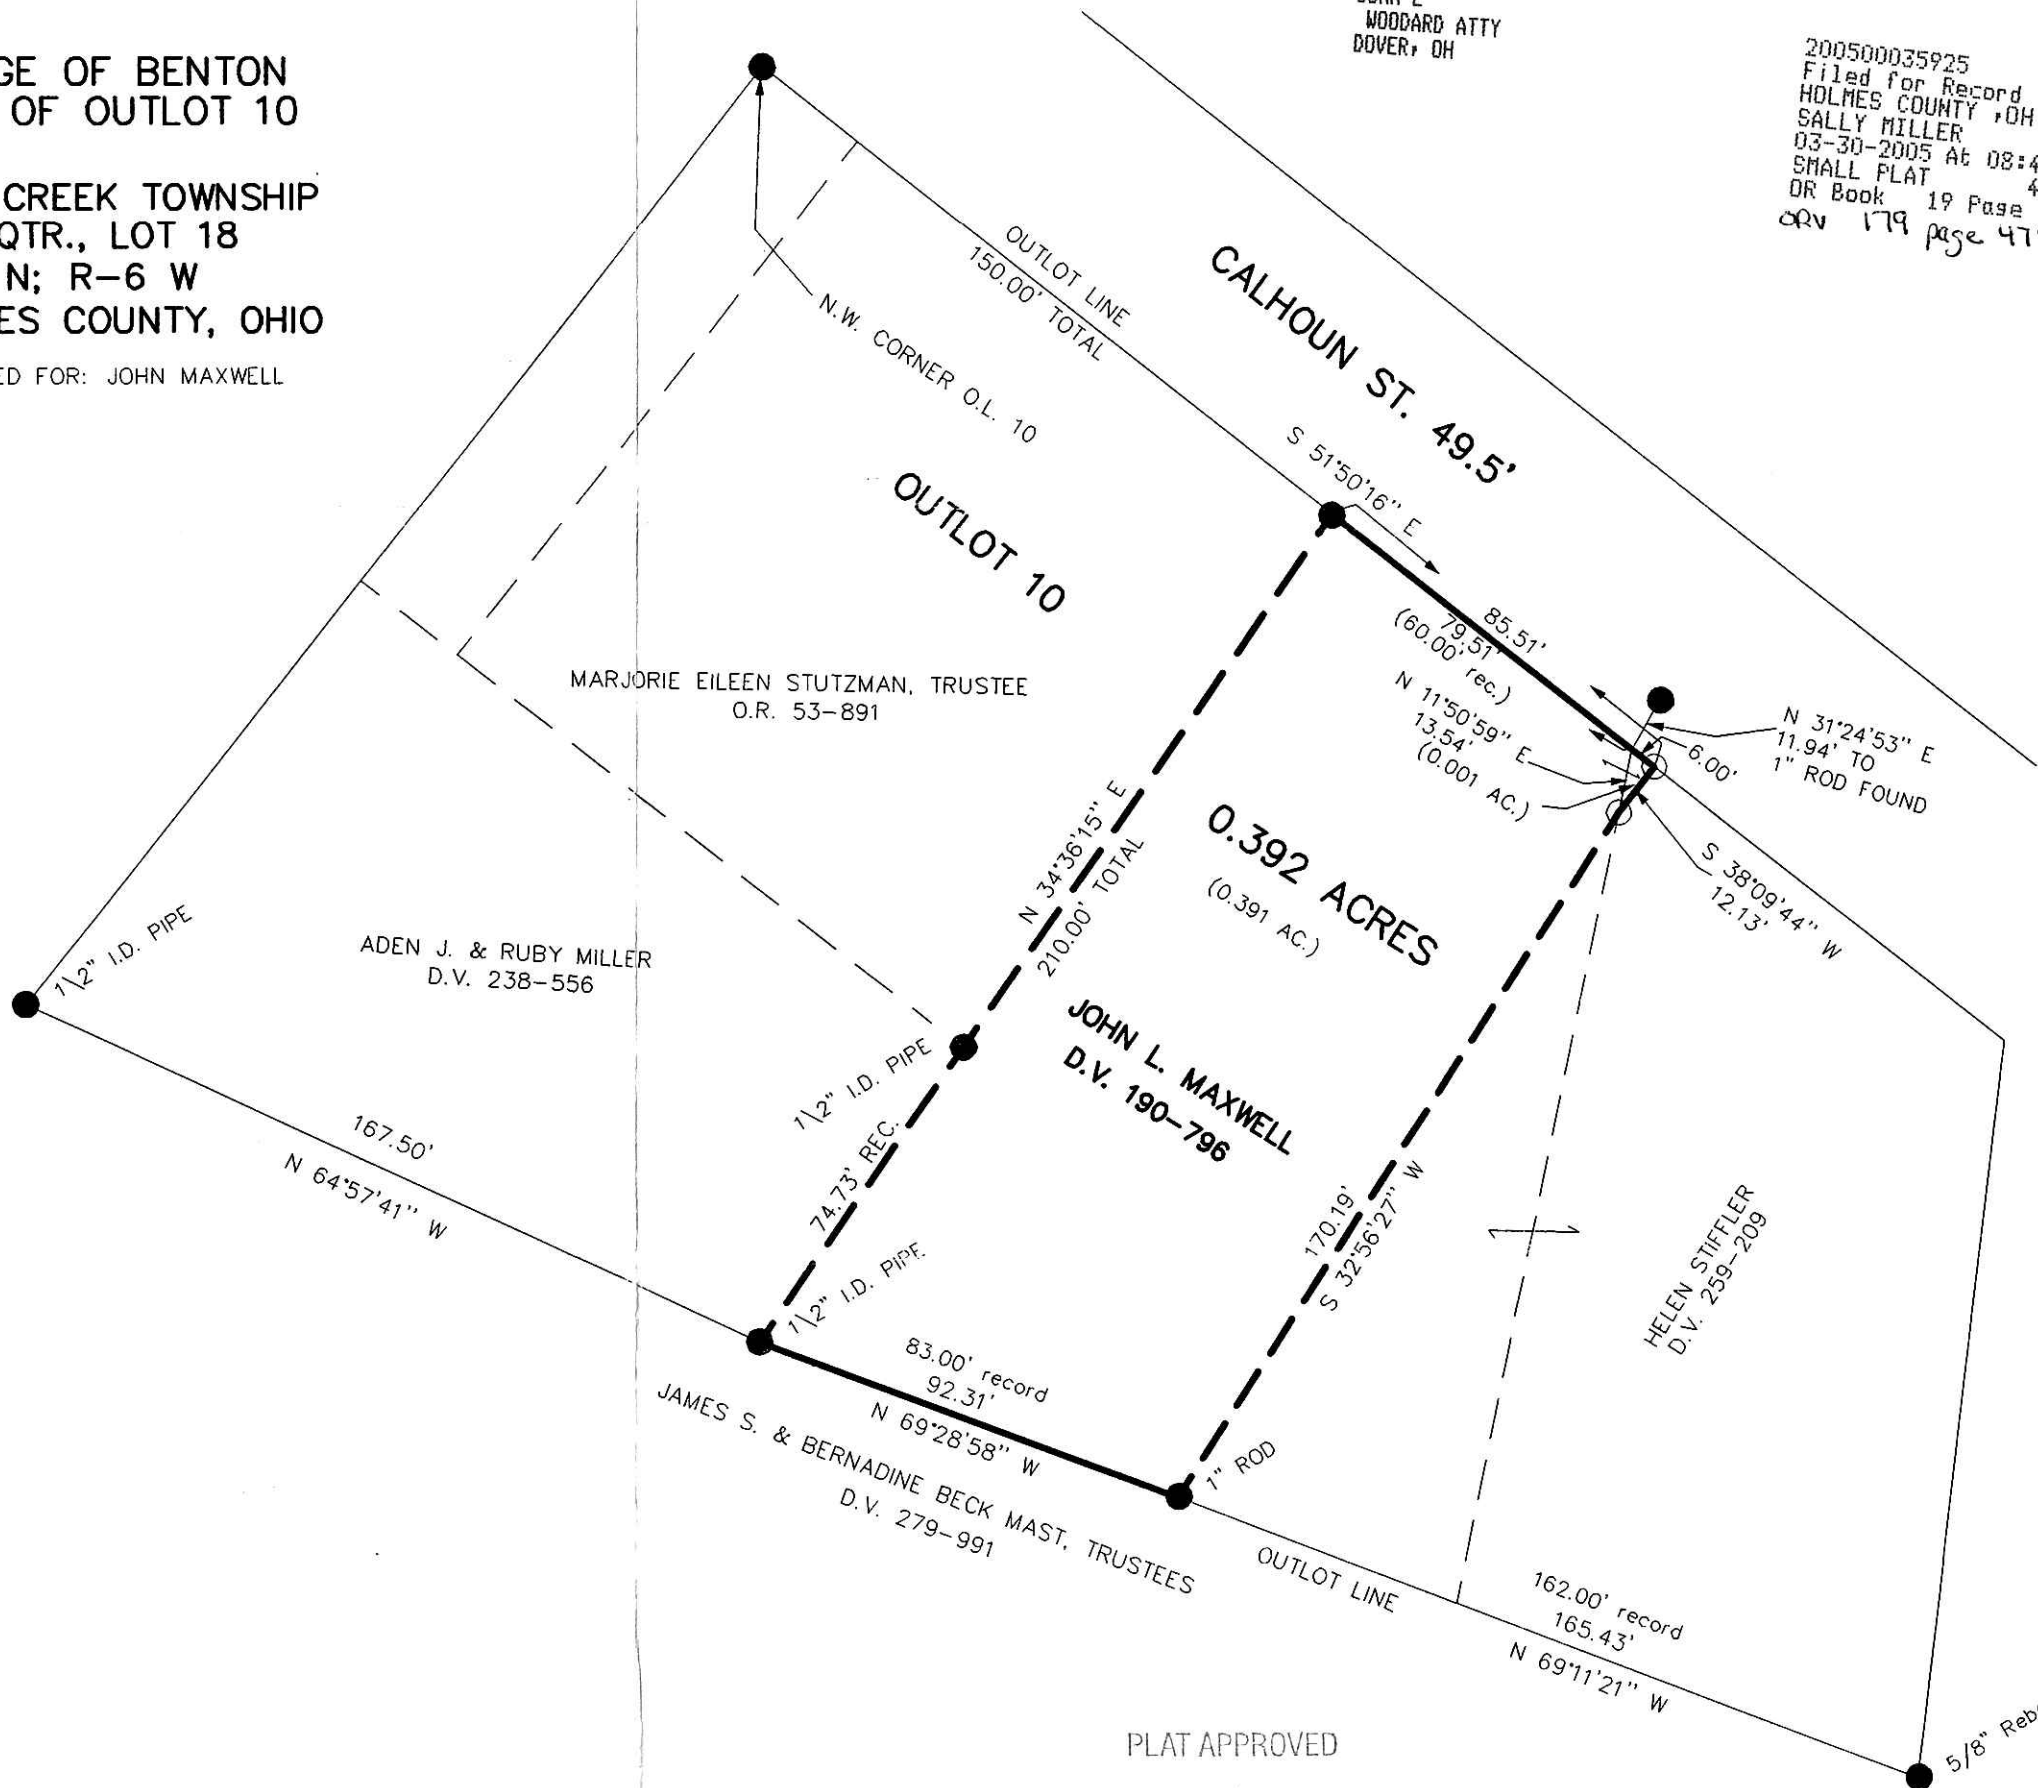 GE OF BENTON
OF OUTLOT 10
CREEK TOWNSHIP
QTR., LOT 18
N; R-6 W
ES COUNTY, OHIO
ED FOR: JOHN MAXWELL
WOODARD ATTY
DOVER, OH
200500035925
Filed for Record
HOLMES COUNTY ,OH
SALLY MILLER
03-30-2005 At 08:4
SMALL PLAT 4
OR Book 19 Page
ORV 179 page 47
OUTLOT LINE
150.00' TOTAL
CALHOUN ST. 49.5'
N.W. CORNER O.L. 10
S 51°50'16" E
OUTLOT 10
85.51'
79.51'
(60.00' rec.)
N 11°50'59" E
13.54'
(0.001 AC.)
6.00'
N 31°24'53" E
11.94' TO
1" ROD FOUND
S 38°09'44" W
12.13'
MARJORIE EILEEN STUTZMAN, TRUSTEE
O.R. 53-891
N 34°36'15" E
210.00' TOTAL
0.392 ACRES
(0.391 AC.)
1\2" I.D. PIPE
ADEN J. & RUBY MILLER
D.V. 238-556
JOHN L. MAXWELL
D.V. 190-796
1\2" I.D. PIPE
74.73' REC.
167.50'
N 64°57'41" W
170.19'
S 32°56'27" W
HELEN STIFFLER
D.V. 259-209
1\2" I.D. PIPE
83.00' record
92.31'
N 69°28'58" W
1" ROD
JAMES S. & BERNADINE BECK MAST, TRUSTEES
D.V. 279-991
OUTLOT LINE
162.00' record
165.43'
N 69°11'21" W
5/8" Reb
PLAT APPROVED